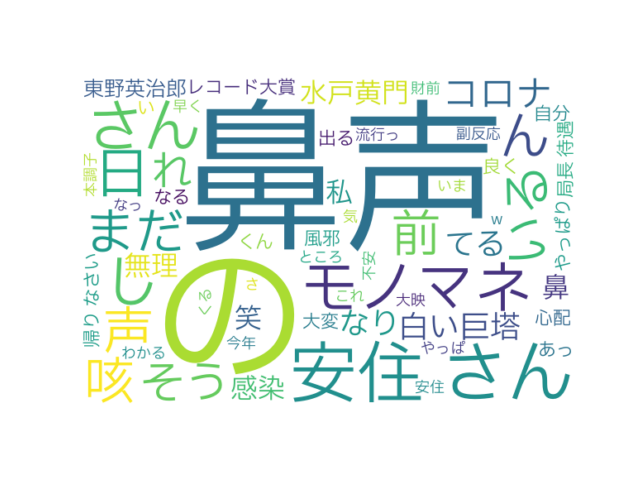 東野英治郎 レコード大賞 水戸黄門 財前 コロナ
さん い 早く 鼻声 出る 流行っ 副反応 ん 自分
本調子 日 れ なる 私 気 良く いる 局長 待遇
まだ なっ くん 風邪 ところ 前 いま てる w やっぱり
帰りなさい し 無理 の さ くる 笑 モノマネ これ 不安 大映 鼻
声 わかる 今年 大変 なり 白い巨塔 心配
咳 そう 感染 安住 さん やっぱ 安住 あっ